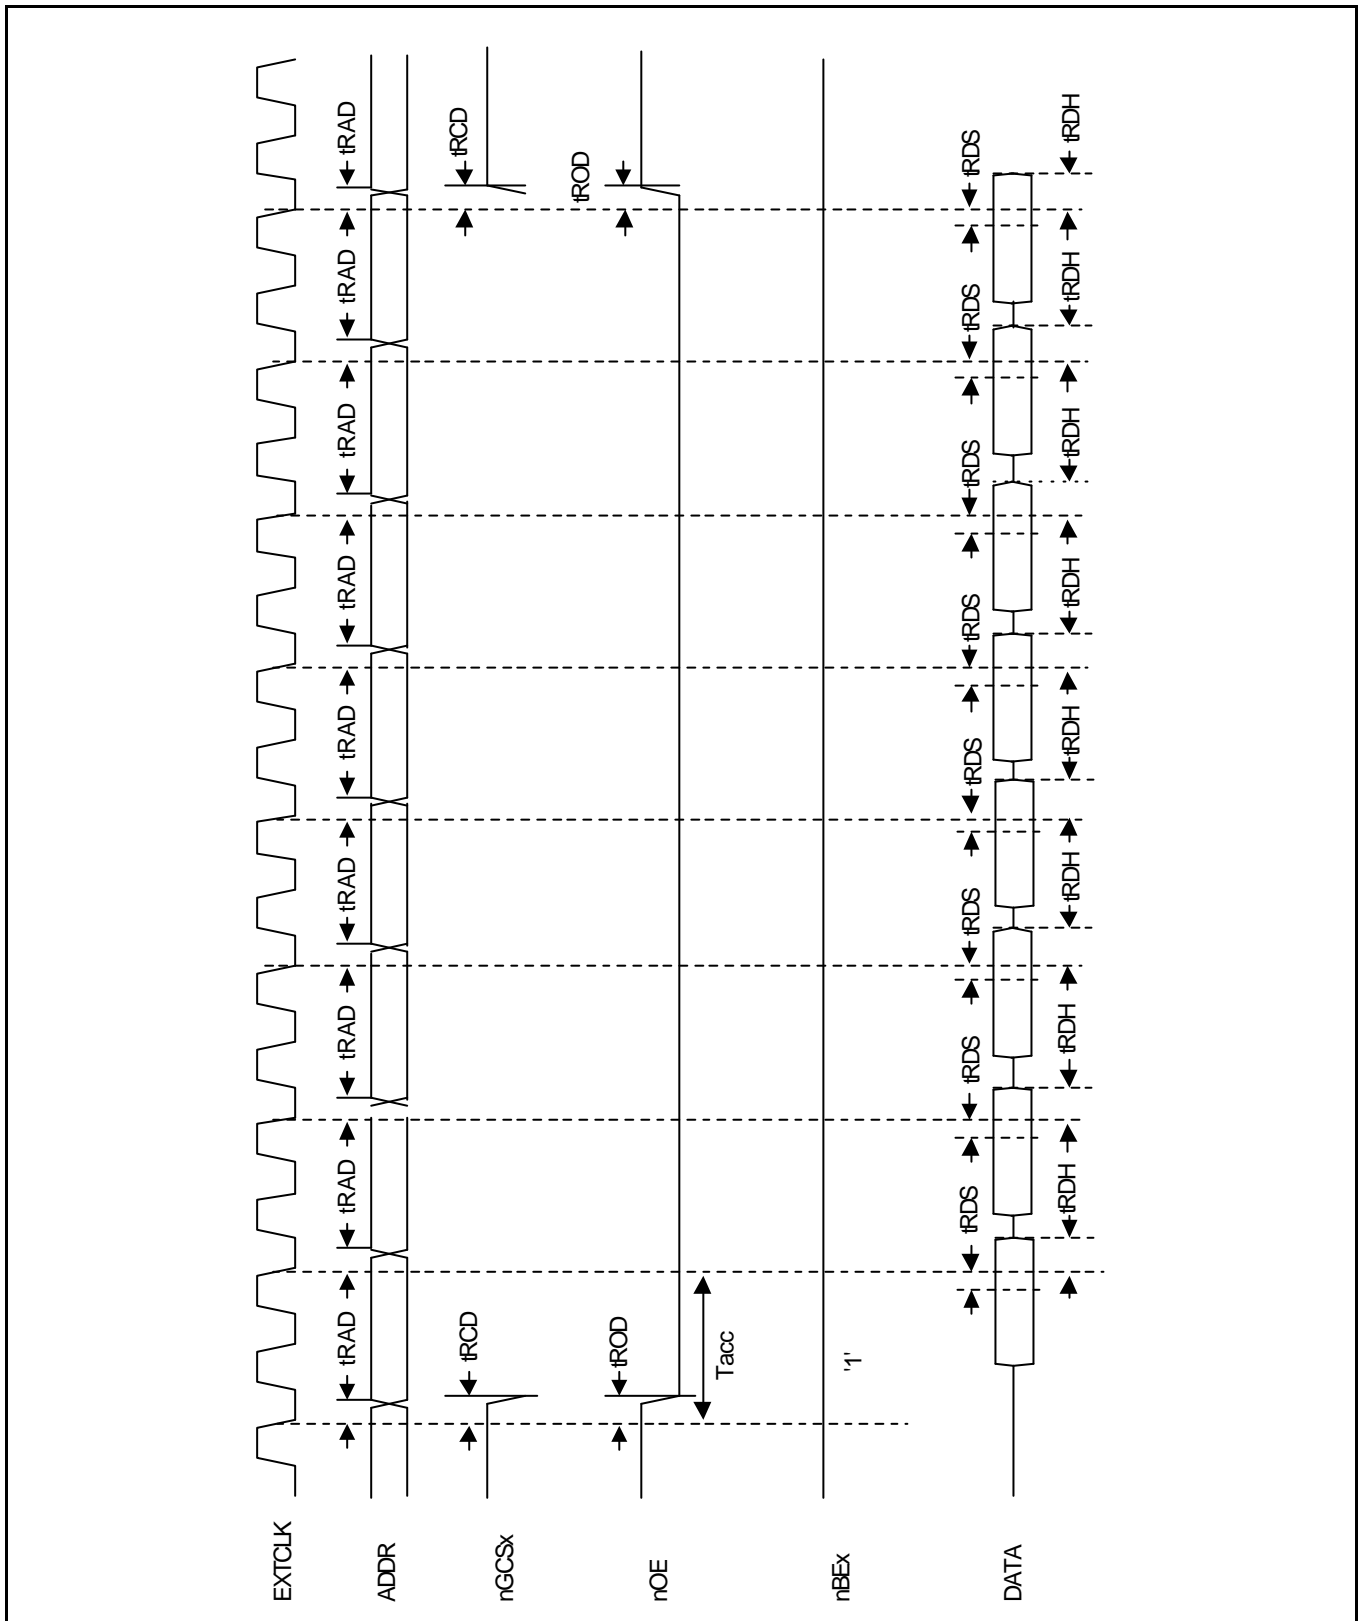 EXTCLK
ADDR tRAD tRAD tRAD tRAD tRAD tRAD tRAD tRAD tRAD
nGCSx tRCD tRCD
nOE tROD tROD
Tacc
nBEx '1'
tRDS tRDS tRDS tRDS tRDS tRDS tRDS tRDS
DATA
tRDH tRDH tRDH tRDH tRDH tRDH tRDH tRDH